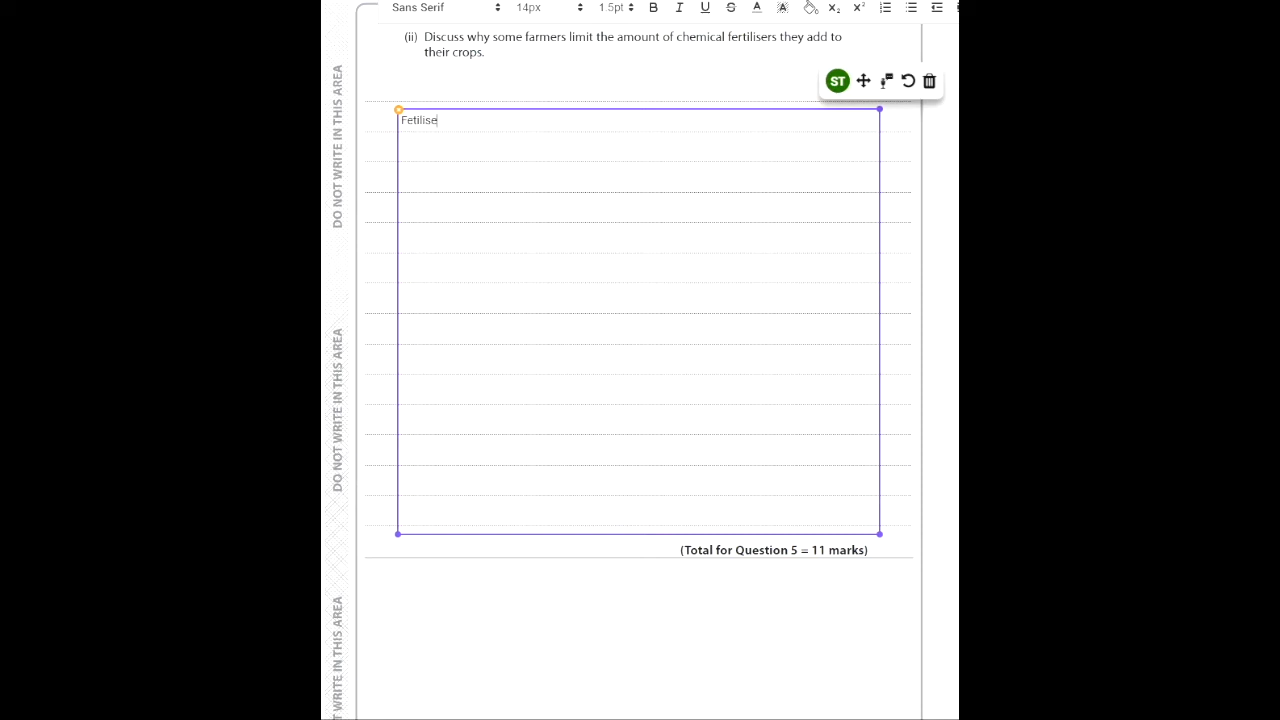 Sans Serif 14px 1.5pt B I U S A A x₂ x²
(ii) Discuss why some farmers limit the amount of chemical fertilisers they add to
their crops.
ST
Fetilise
(Total for Question 5 = 11 marks)
DO NOT WRITE IN THIS AREA
DO NOT WRITE IN THIS AREA
T WRITE IN THIS AREA